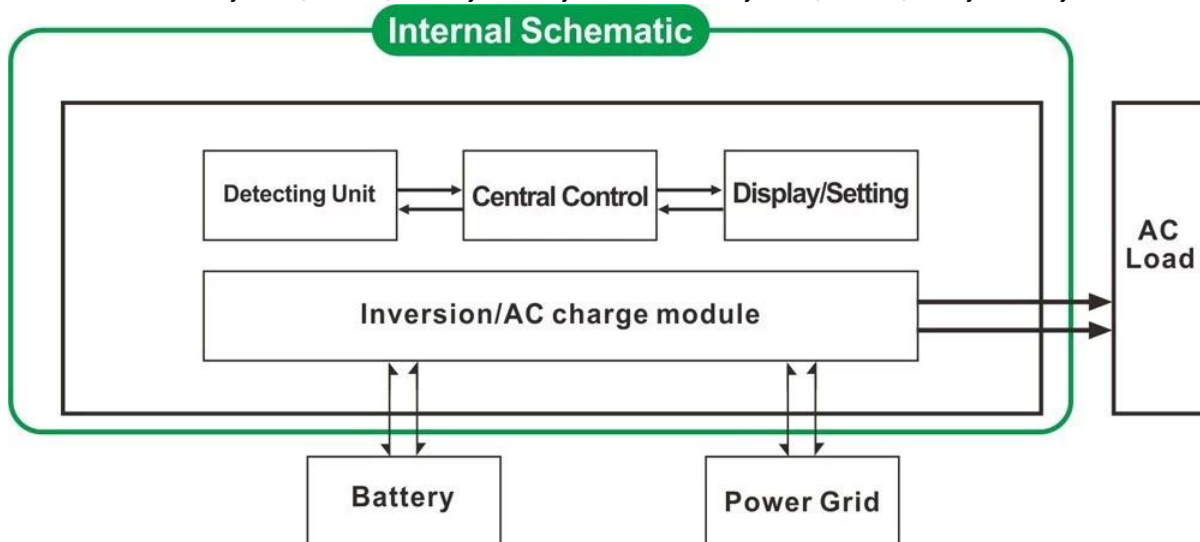 Internal Schematic
Detecting Unit
Central Control
Display/Setting
AC
Load
Inversion/AC charge module
Battery
Power Grid